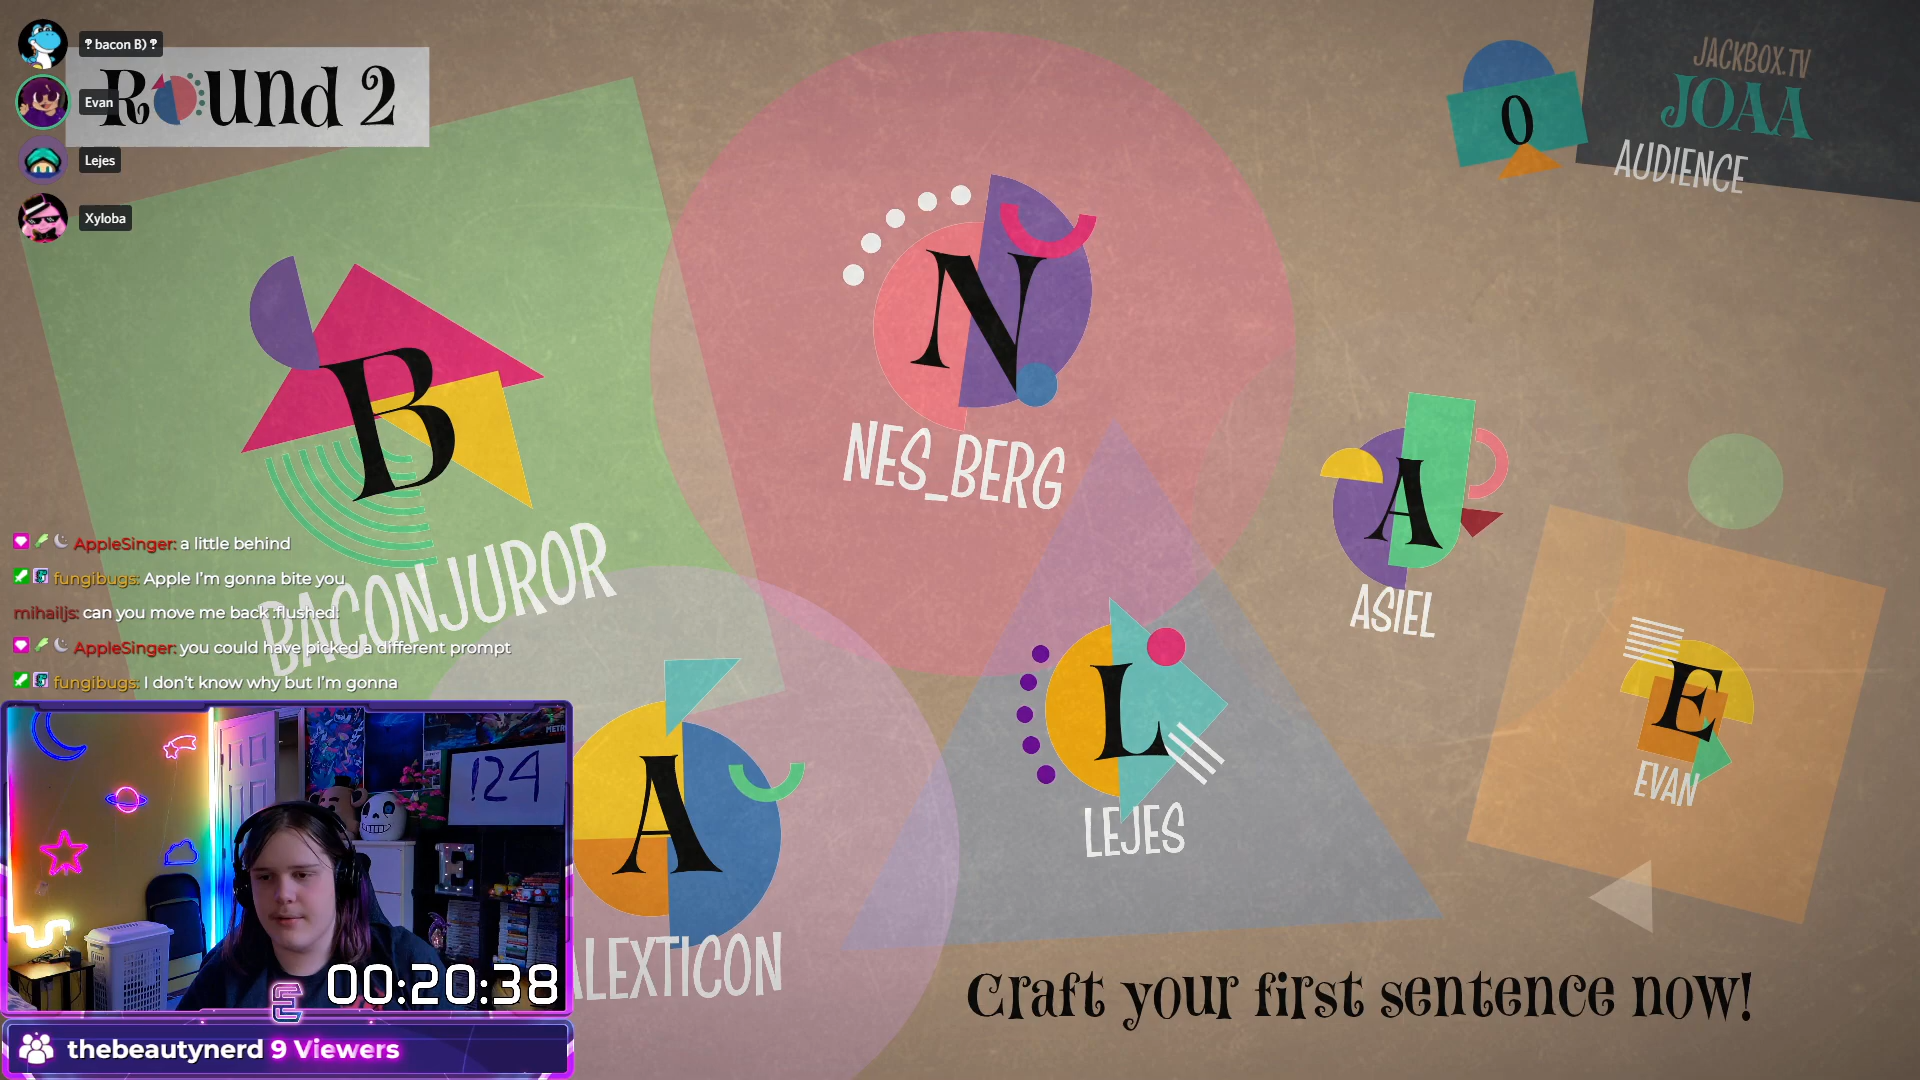 ? bacon B) ?
Evan
Lejes
Xyloba
Round 2
JACKBOX.TV
JOAA
AUDIENCE
0
B
BACONJUROR
N
NES_BERG
A
ASIEL
E
EVAN
L
LEJES
A
LEXTICON
AppleSinger: a little behind
fungibugs: Apple I'm gonna bite you
mihailjs: can you move me back :flushed:
AppleSinger: you could have picked a different prompt
fungibugs: I don't know why but I'm gonna
124
E
00:20:38
thebeautynerd 9 Viewers
Craft your first sentence now!